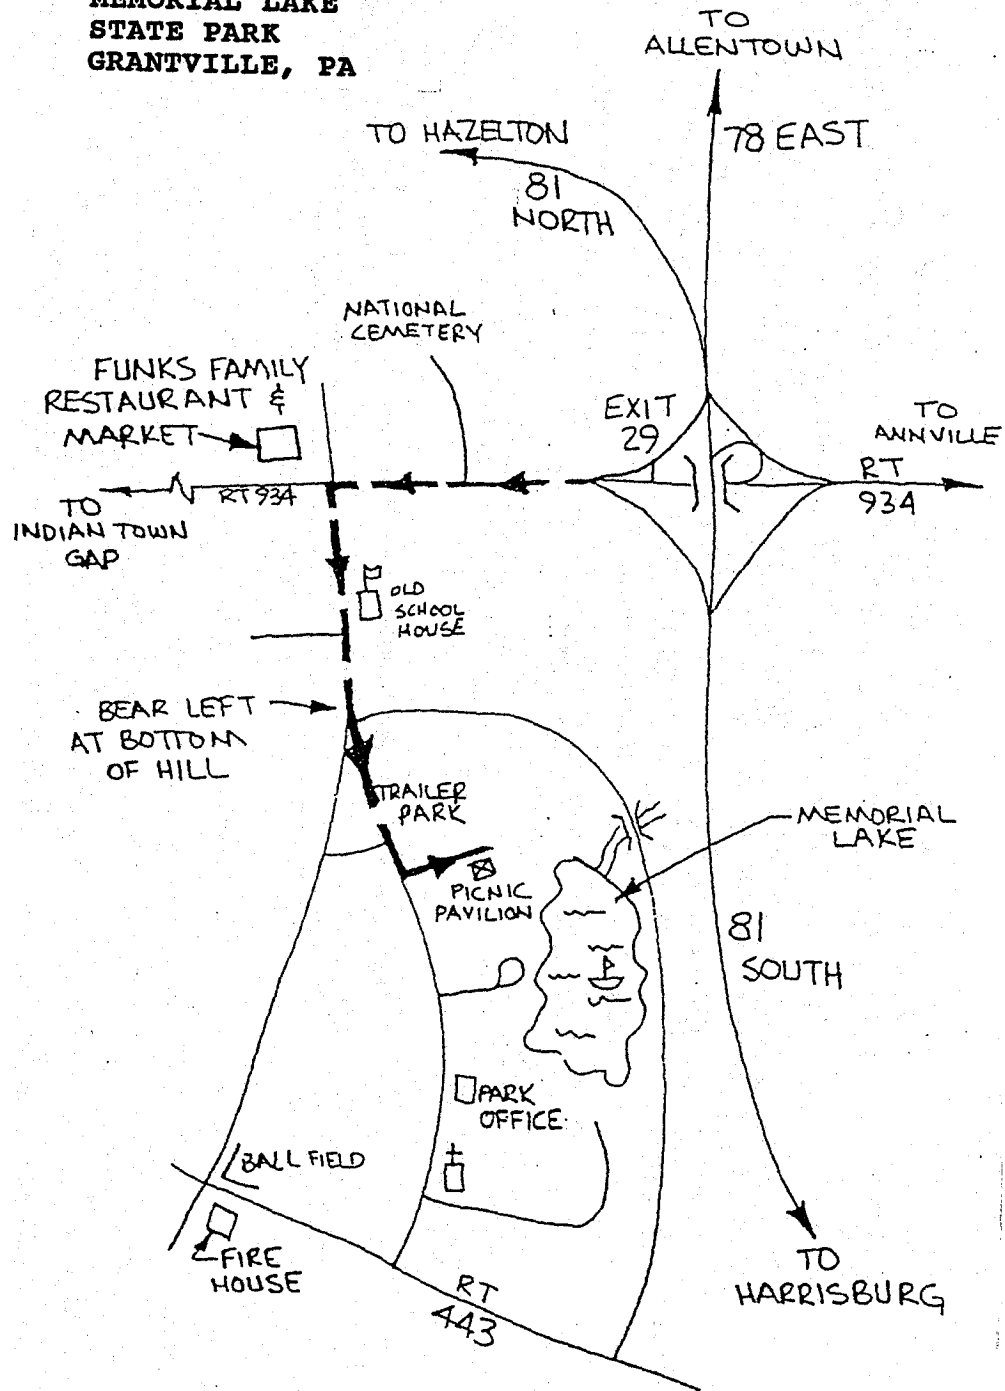 MEMORIAL LAKE
STATE PARK
GRANTVILLE, PA
TO
ALLENTOWN
78 EAST
TO HAZELTON
81
NORTH
NATIONAL
CEMETERY
FUNKS FAMILY
RESTAURANT &
MARKET
EXIT
29
TO
ANNVILLE
RT
934
RT 934
TO
INDIAN TOWN
GAP
OLD
SCHOOL
HOUSE
BEAR LEFT
AT BOTTOM
OF HILL
TRAILER
PARK
MEMORIAL
LAKE
PICNIC
PAVILION
81
SOUTH
PARK
OFFICE
BALL FIELD
FIRE
HOUSE
RT
443
TO
HARRISBURG